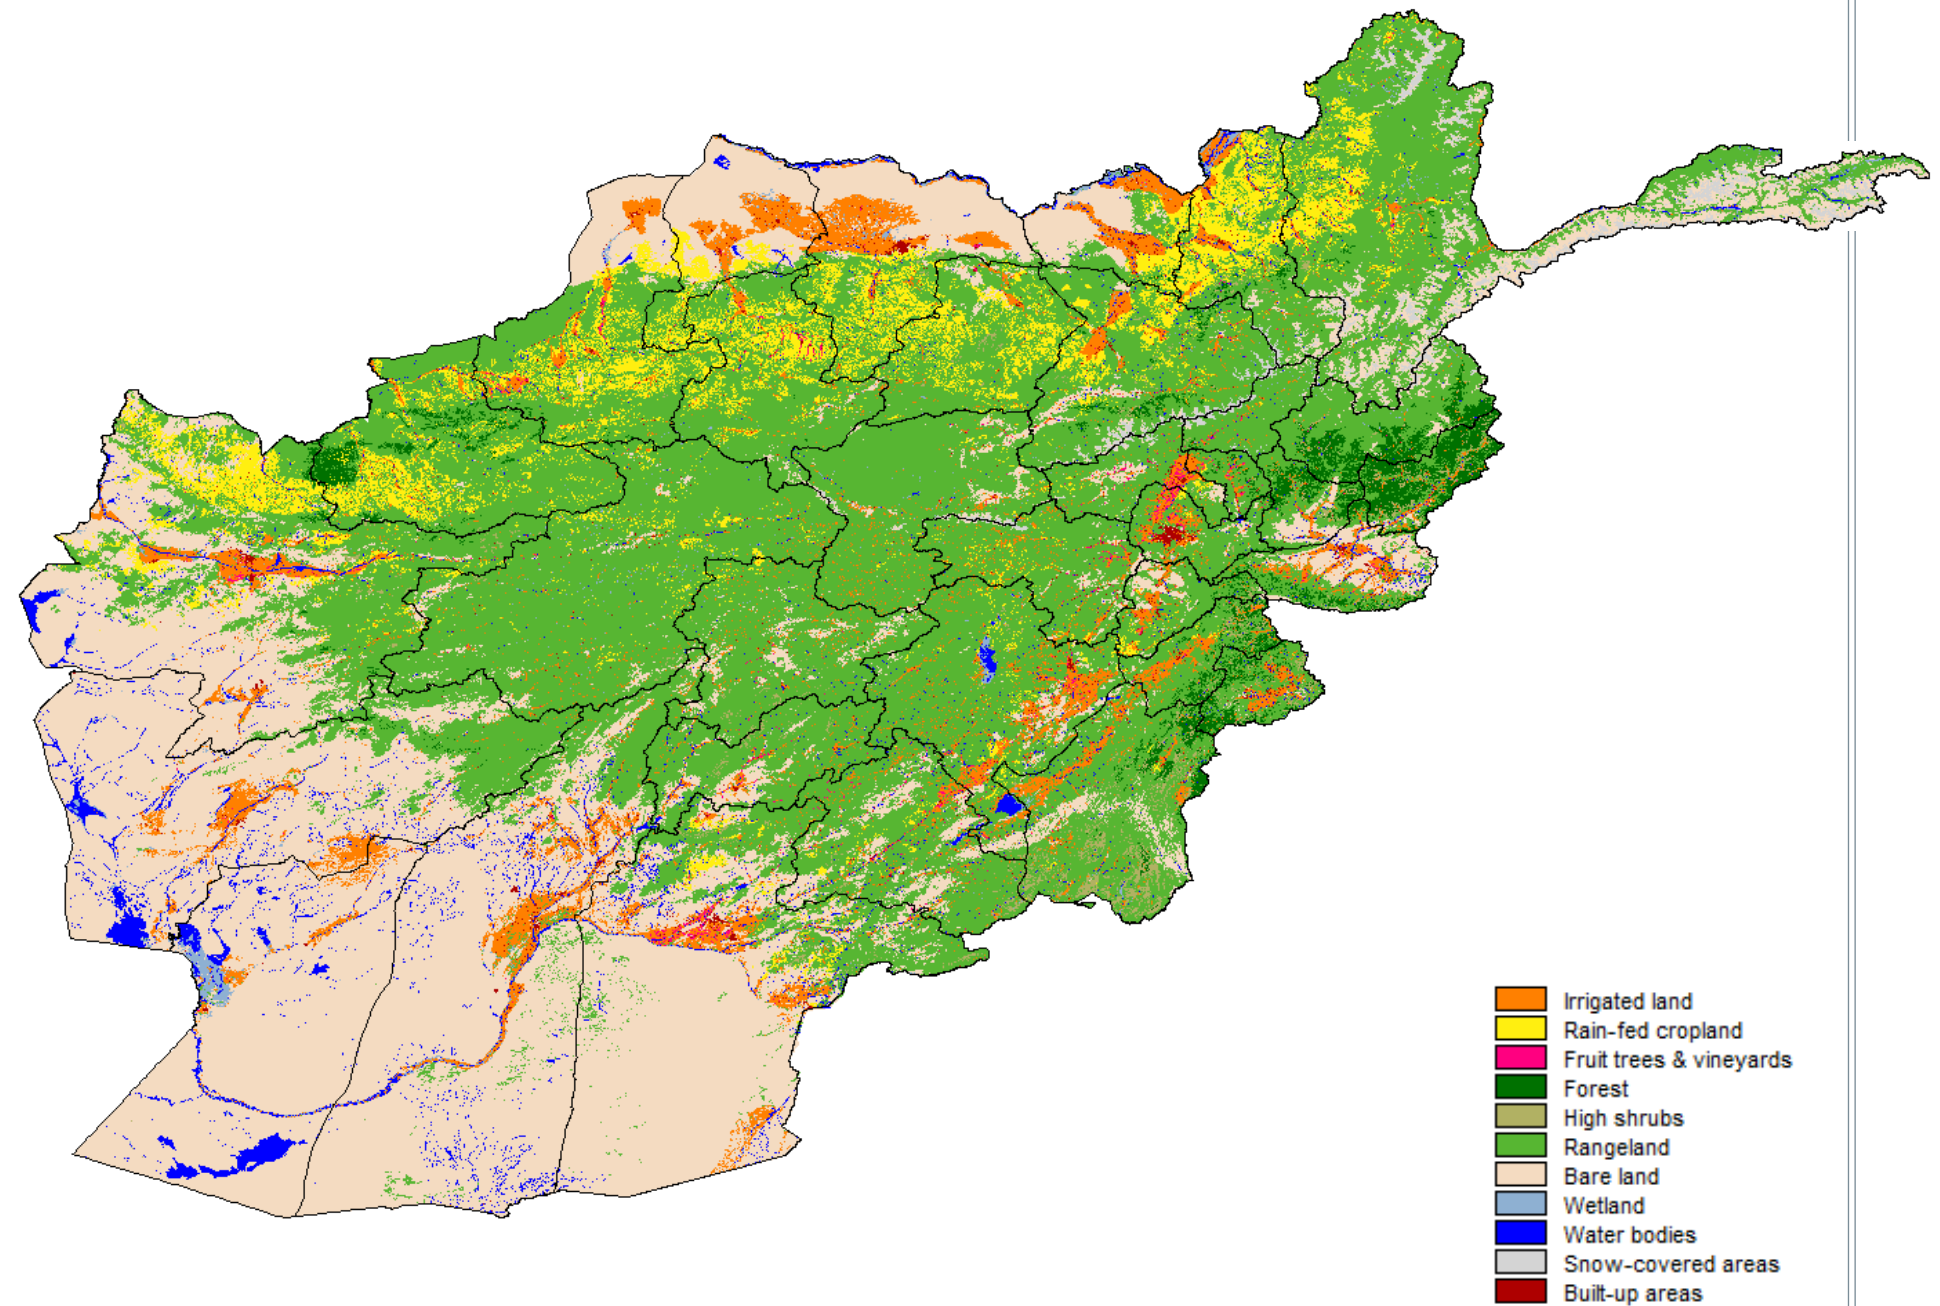 Irrigated land
Rain-fed cropland
Fruit trees & vineyards
Forest
High shrubs
Rangeland
Bare land
Wetland
Water bodies
Snow-covered areas
Built-up areas